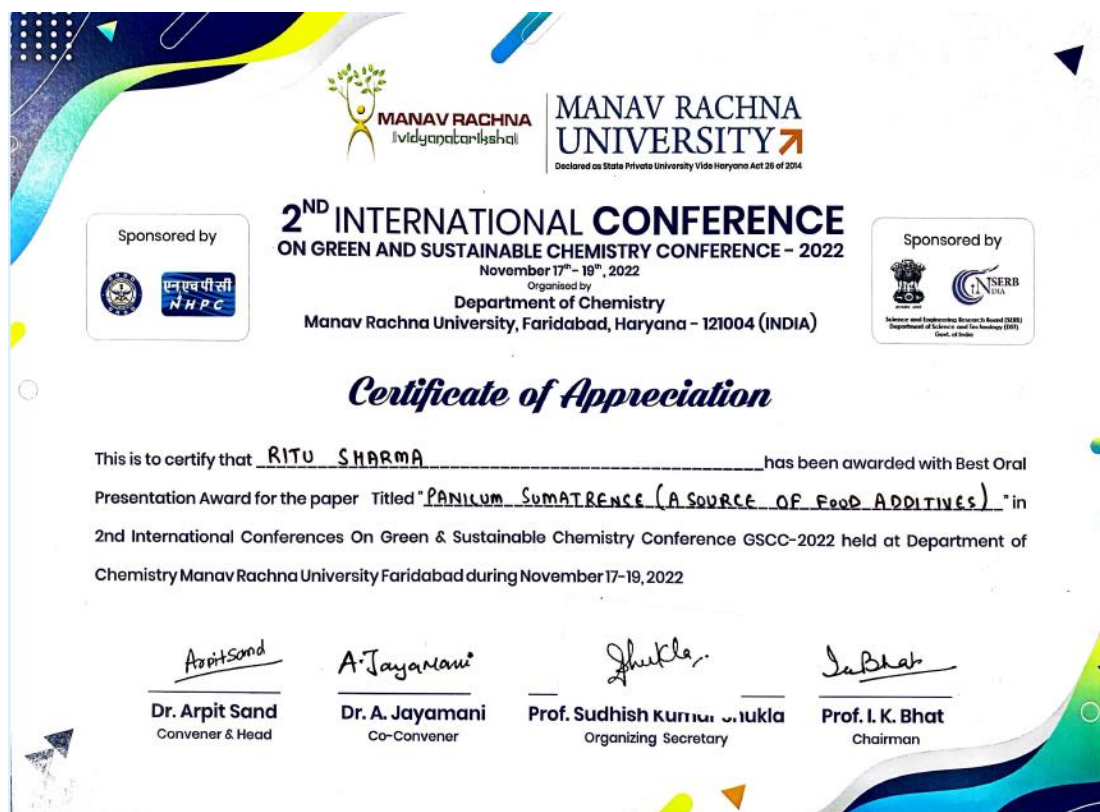 MANAV RACHNA
vidyanatariksha
MANAV RACHNA
UNIVERSITY
Declared as State Private University Vide Haryana Act 26 of 2014
Sponsored by
एन एच पी सी
NHPC
2ND INTERNATIONAL CONFERENCE
ON GREEN AND SUSTAINABLE CHEMISTRY CONFERENCE - 2022
November 17th- 19th, 2022
Organised by
Department of Chemistry
Manav Rachna University, Faridabad, Haryana - 121004 (INDIA)
Sponsored by
SERB
INDIA
Science and Engineering Research Board (SERB)
Department of Science and Technology (DST)
Govt. of India
Certificate of Appreciation
This is to certify that RITU SHARMA has been awarded with Best Oral
Presentation Award for the paper Titled "PANILUM SUMATRENCE (A SOURCE OF FOOD ADDITIVES)" in
2nd International Conferences On Green & Sustainable Chemistry Conference GSCC-2022 held at Department of
Chemistry Manav Rachna University Faridabad during November 17-19, 2022
Arpit Sand
A. Jayamani
Shukla
I.K. Bhat
Dr. Arpit Sand
Convener & Head
Dr. A. Jayamani
Co-Convener
Prof. Sudhish Kumar Shukla
Organizing Secretary
Prof. I. K. Bhat
Chairman